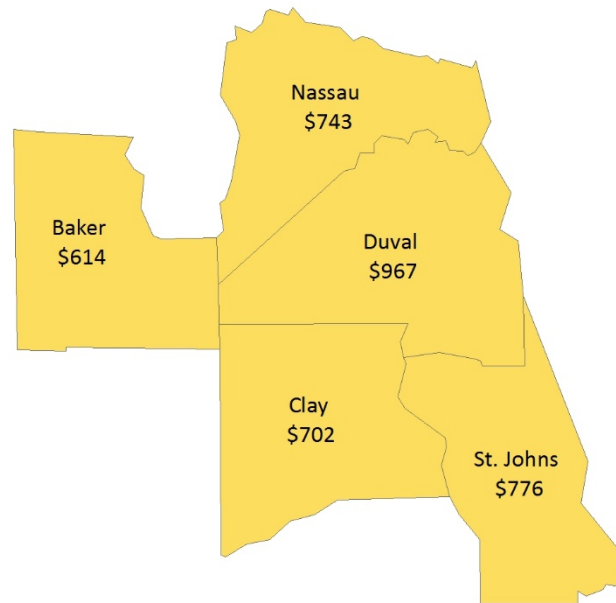 Nassau
$743
Baker
$614
Duval
$967
Clay
$702
St. Johns
$776